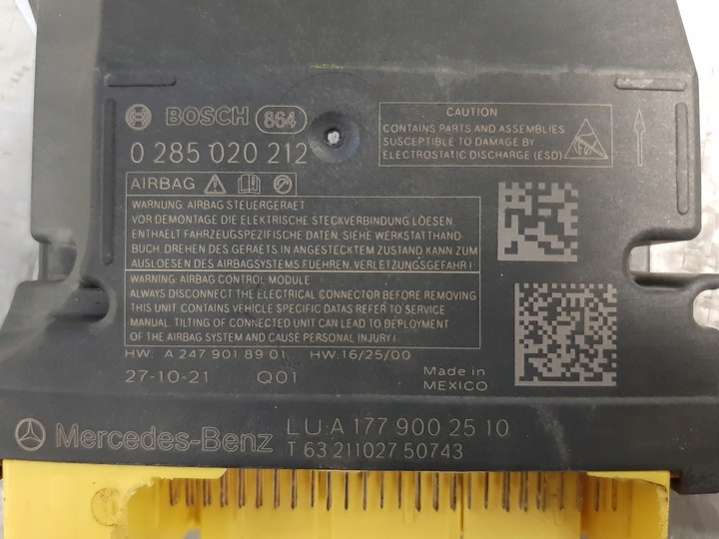 BOSCH 864
0 285 020 212
AIRBAG
WARNUNG: AIRBAG STEUERGERAET
VOR DEMONTAGE DIE ELEKTRISCHE STECKVERBINDUNG LÖESEN.
ENTHAELT FAHRZEUGSPEZIFISCHE DATEN, SIEHE WERKSTATTHAND
BUCH. DREHEN DES GERAETS IN ANGESTECKTEM ZUSTAND KANN ZUM
AUSLOESEN DES AIRBAGSYSTEMS FUEHREN, VERLETZUNGSGEFAHR !
WARNING: AIRBAG CONTROL MODULE
ALWAYS DISCONNECT THE ELECTRICAL CONNECTOR BEFORE REMOVING
THIS UNIT CONTAINS VEHICLE SPECIFIC DATAS REFER TO SERVICE
MANUAL. TILTING OF CONNECTED UNIT CAN LEAD TO DEPLOYMENT
OF THE AIRBAG SYSTEM AND CAUSE PERSONAL INJURY !
HW. A 247 901 89 01 HW.16/25/00
27-10-21 Q01
CAUTION
CONTAINS PARTS AND ASSEMBLIES
SUSCEPTIBLE TO DAMAGE BY
ELECTROSTATIC DISCHARGE (ESD)
Made in
MEXICO
Mercedes-Benz
LU A 177 900 25 10
T 63 211027 50743